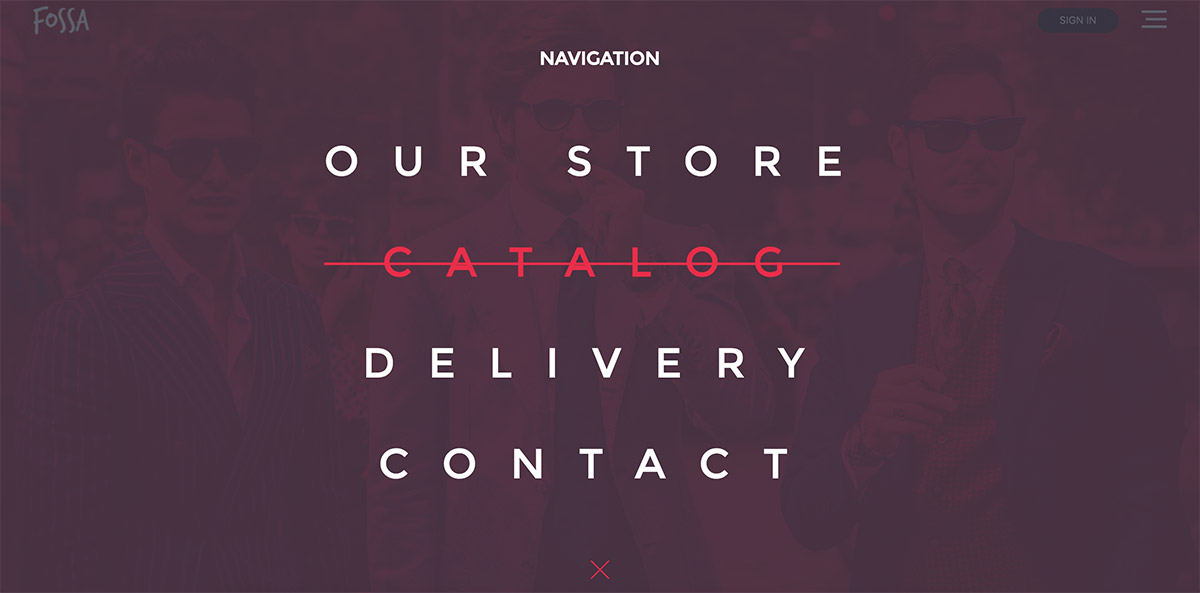 FOSSA
SIGN IN
NAVIGATION
OUR STORE
CATALOG
DELIVERY
CONTACT